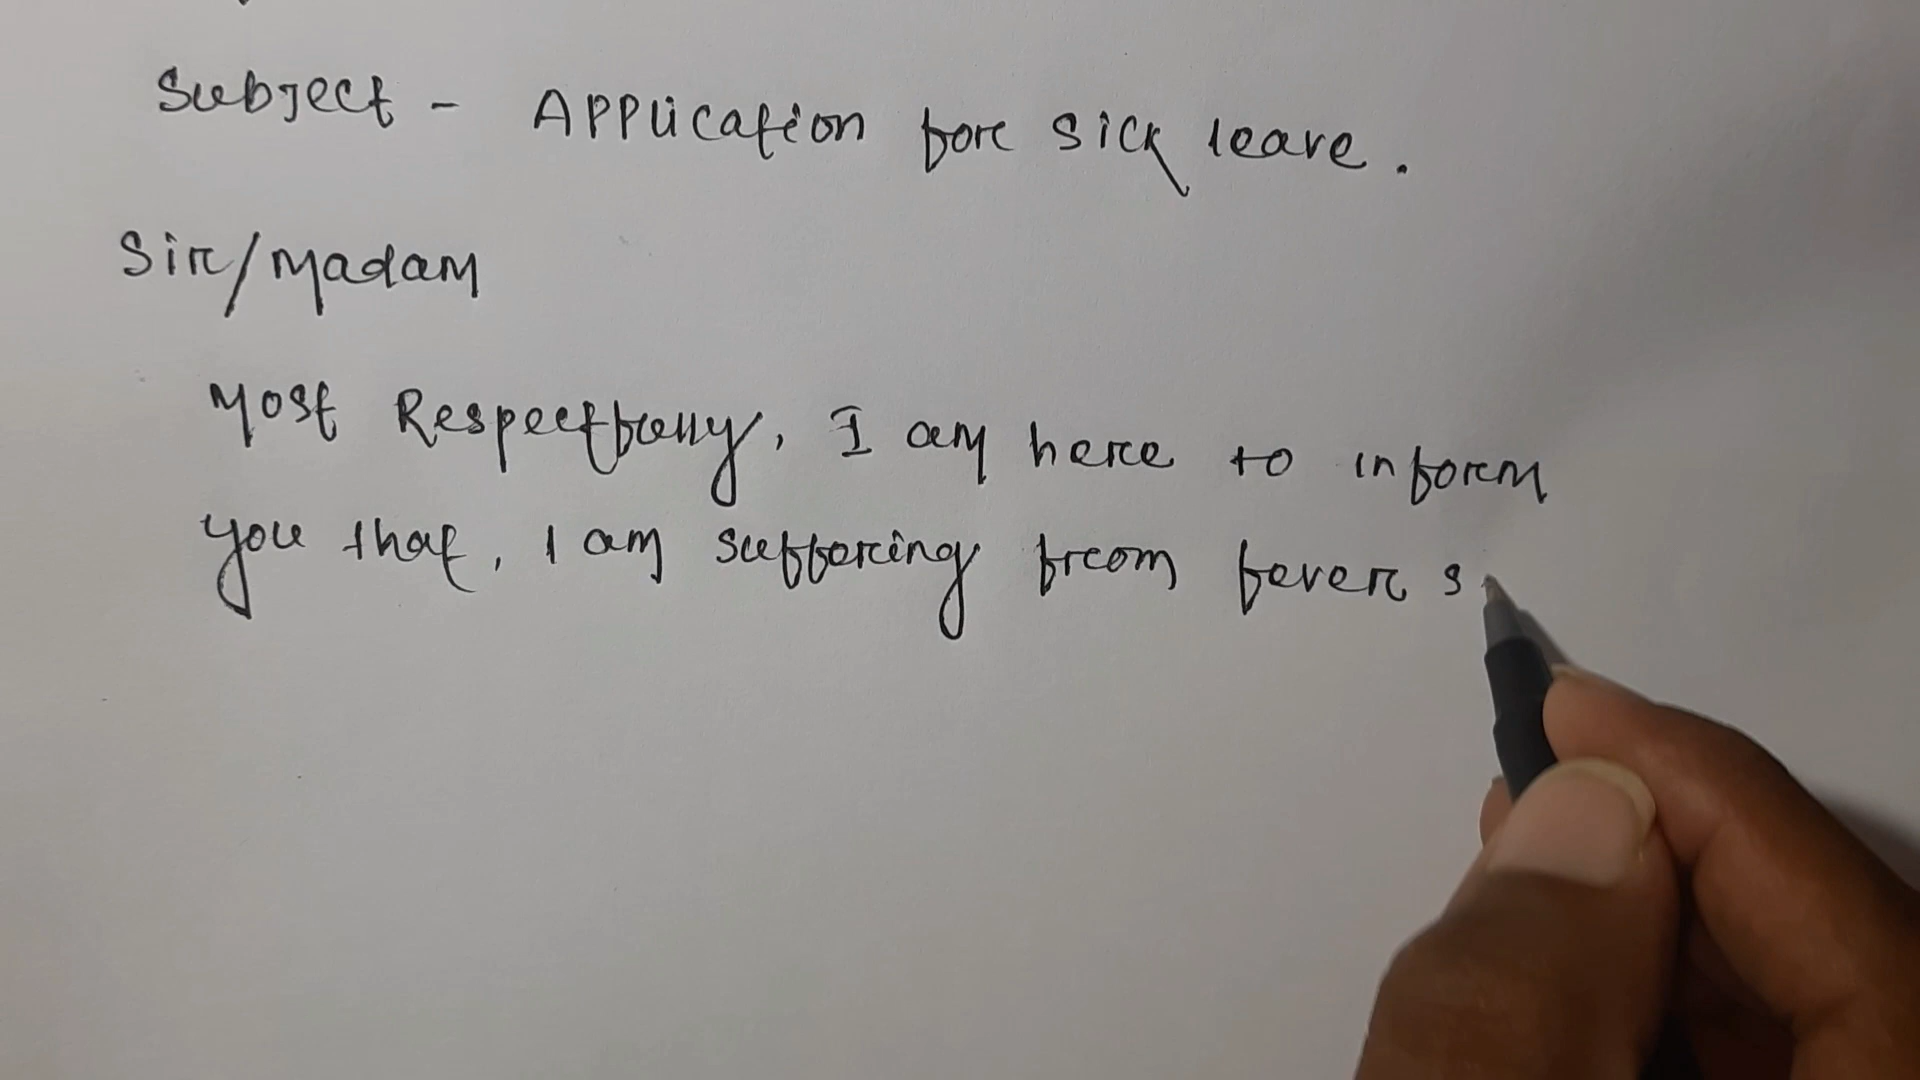 Subject - Application for sick leave.
Sir/Madam
Most Respectfully, I am here to inform
you that, I am suffering from fever s